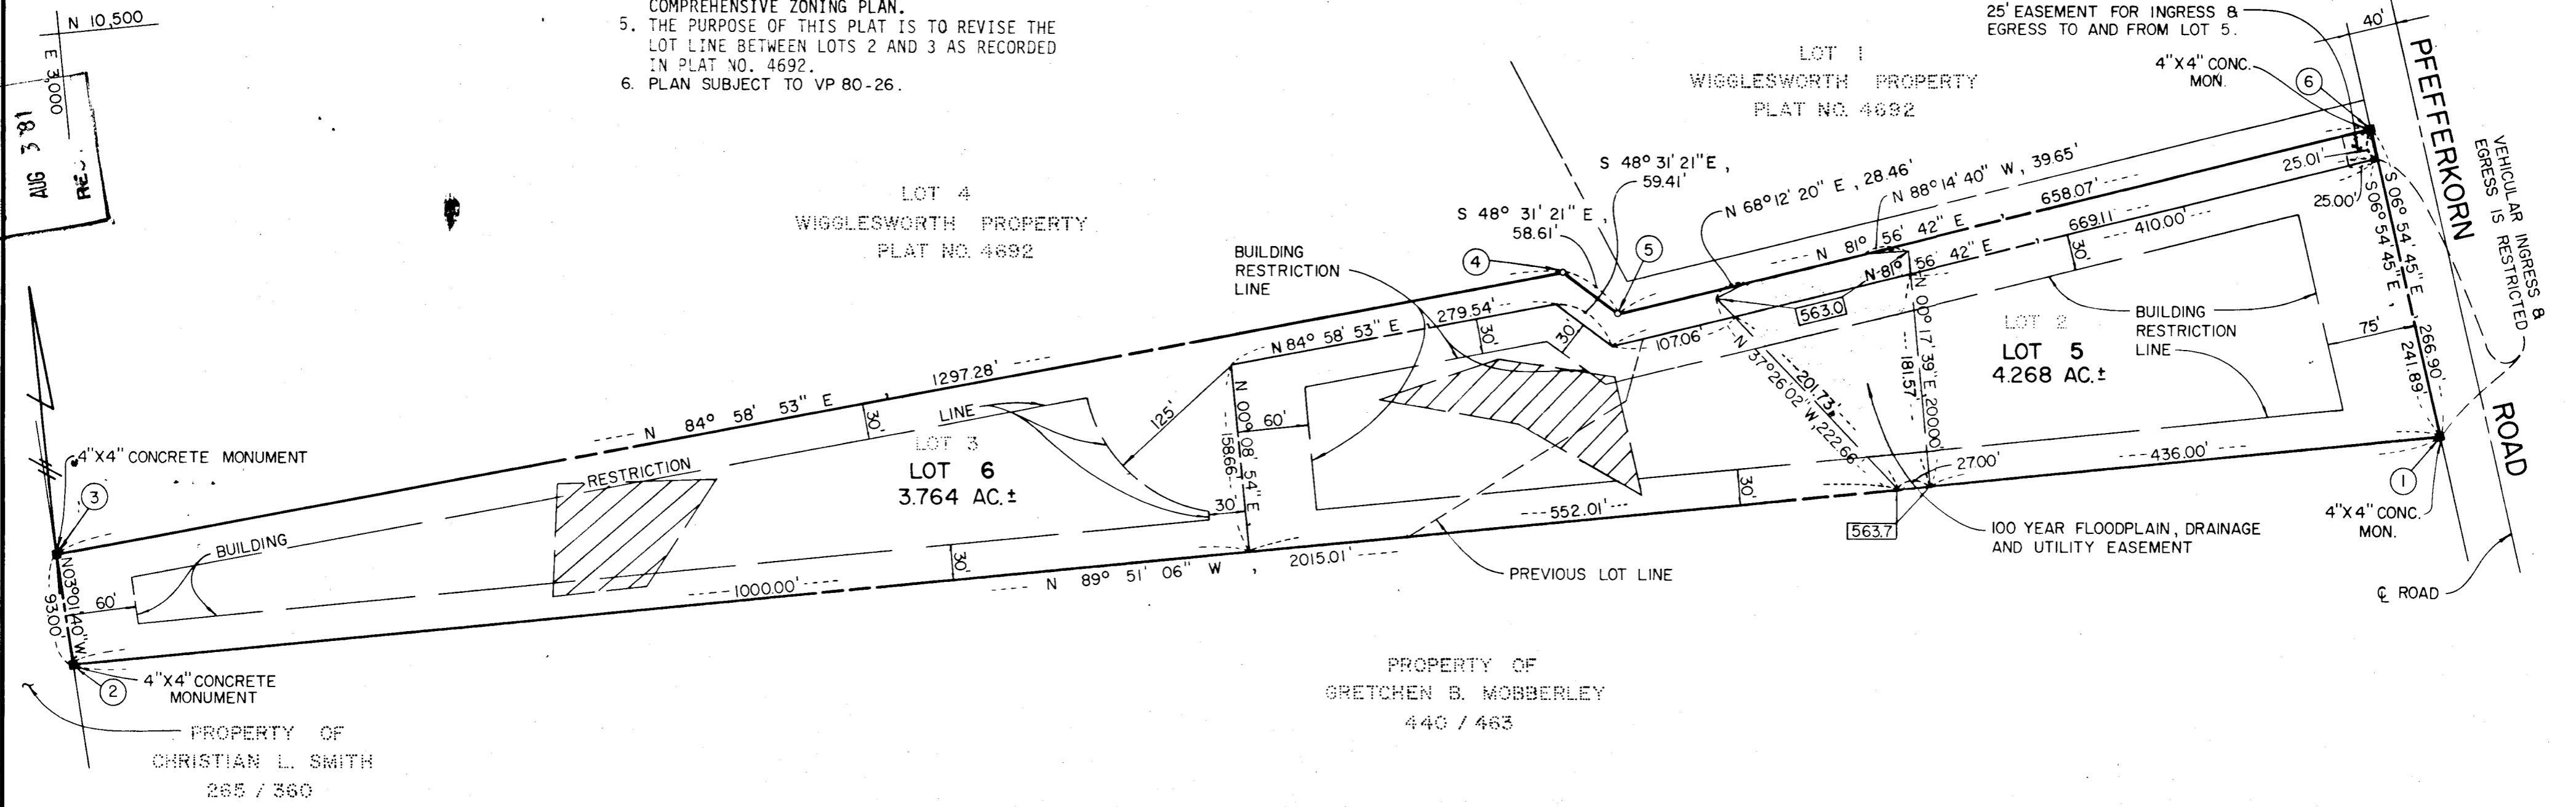 N 10,500
E 3,000
AUG 3 81
COMPREHENSIVE ZONING PLAN.
5. THE PURPOSE OF THIS PLAT IS TO REVISE THE
LOT LINE BETWEEN LOTS 2 AND 3 AS RECORDED
IN PLAT NO. 4692.
6. PLAN SUBJECT TO VP 80-26.
25' EASEMENT FOR INGRESS &
EGRESS TO AND FROM LOT 5.
40'
LOT 1
WIGGLESWORTH PROPERTY
PLAT NO. 4692
4"X4" CONC.
MON.
6
PFEFFERKORN
ROAD
VEHICULAR INGRESS &
EGRESS IS RESTRICTED
LOT 4
WIGGLESWORTH PROPERTY
PLAT NO. 4692
S 48° 31' 21" E,
59.41'
S 48° 31' 21" E,
58.61'
N 68° 12' 20" E, 28.46'
N 88° 14' 40" W, 39.65'
658.07'
25.01'
25.00'
N 81° 56' 42" E,
669.11'
N 81° 56' 42" E,
410.00'
30'
S 06° 54' 45" E
266.90'
S 06° 54' 45" E,
241.89'
75'
BUILDING
RESTRICTION
LINE
4
5
279.54'
N 84° 58' 53" E
30'
30'
107.06'
563.0
N 00° 17' 39" E, 200.00'
181.57'
N 37° 26' 02" W, 222.66'
201.73'
LOT 2
LOT 5
4.268 AC.±
BUILDING
RESTRICTION
LINE
1297.28'
N 84° 58' 53" E,
30'
LINE
125'
N 00° 08' 54" E
158.66'
60'
LOT 3
LOT 6
3.764 AC.±
30'
RESTRICTION
BUILDING
4"X4" CONCRETE MONUMENT
3
N 03° 01' 40" W
93.00'
60'
30'
1000.00'
N 89° 51' 06" W, 2015.01'
552.01'
30'
27.00'
436.00'
563.7
100 YEAR FLOODPLAIN, DRAINAGE
AND UTILITY EASEMENT
1
4"X4" CONC.
MON.
PREVIOUS LOT LINE
℄ ROAD
2
4"X4" CONCRETE
MONUMENT
PROPERTY OF
GRETCHEN B. MOBBERLEY
440 / 463
PROPERTY OF
CHRISTIAN L. SMITH
265 / 360